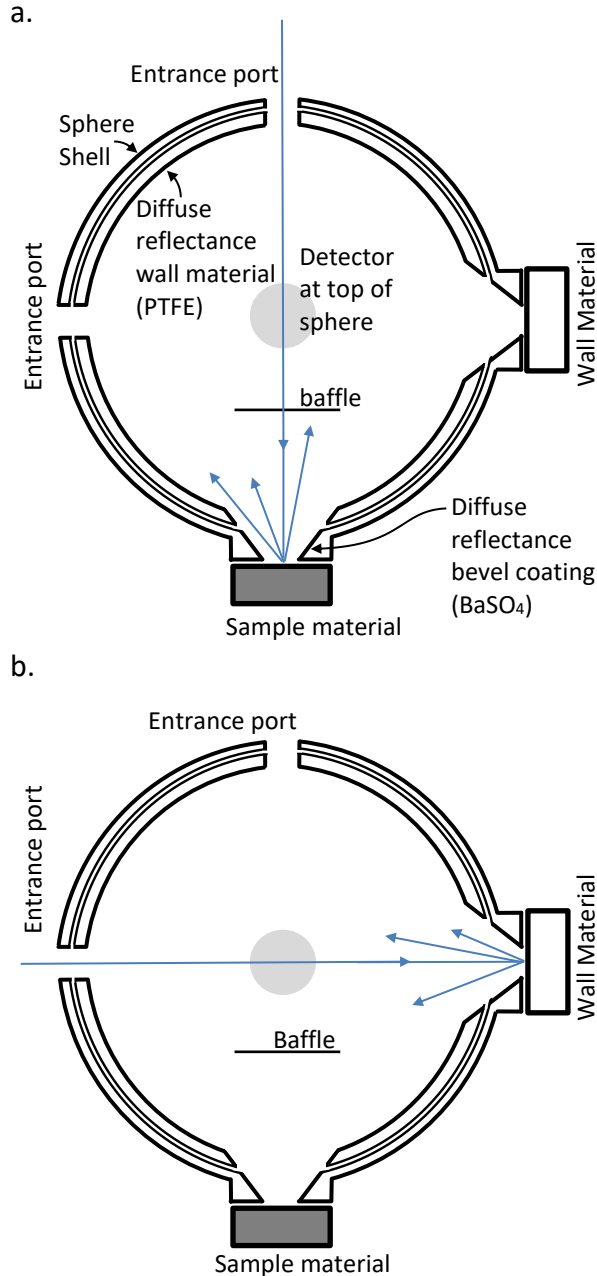 a.
Entrance port
Sphere
Shell
Diffuse
reflectance
wall material
(PTFE)
Detector
at top of
sphere
Entrance port
Wall Material
baffle
Diffuse
reflectance
bevel coating
(BaSO₄)
Sample material
b.
Entrance port
Entrance port
Wall Material
Baffle
Sample material